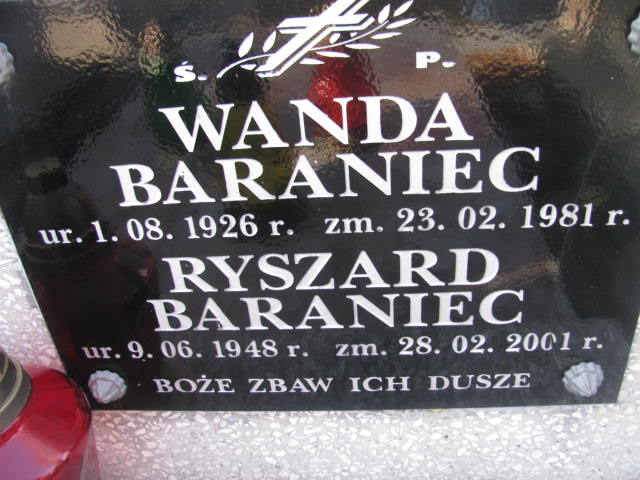 Ś. P.
WANDA
BARANIEC
ur. 1. 08. 1926 r. zm. 23. 02. 1981 r.
RYSZARD
BARANIEC
ur. 9. 06. 1948 r. zm. 28. 02. 2001 r.
BOŻE ZBAW ICH DUSZE